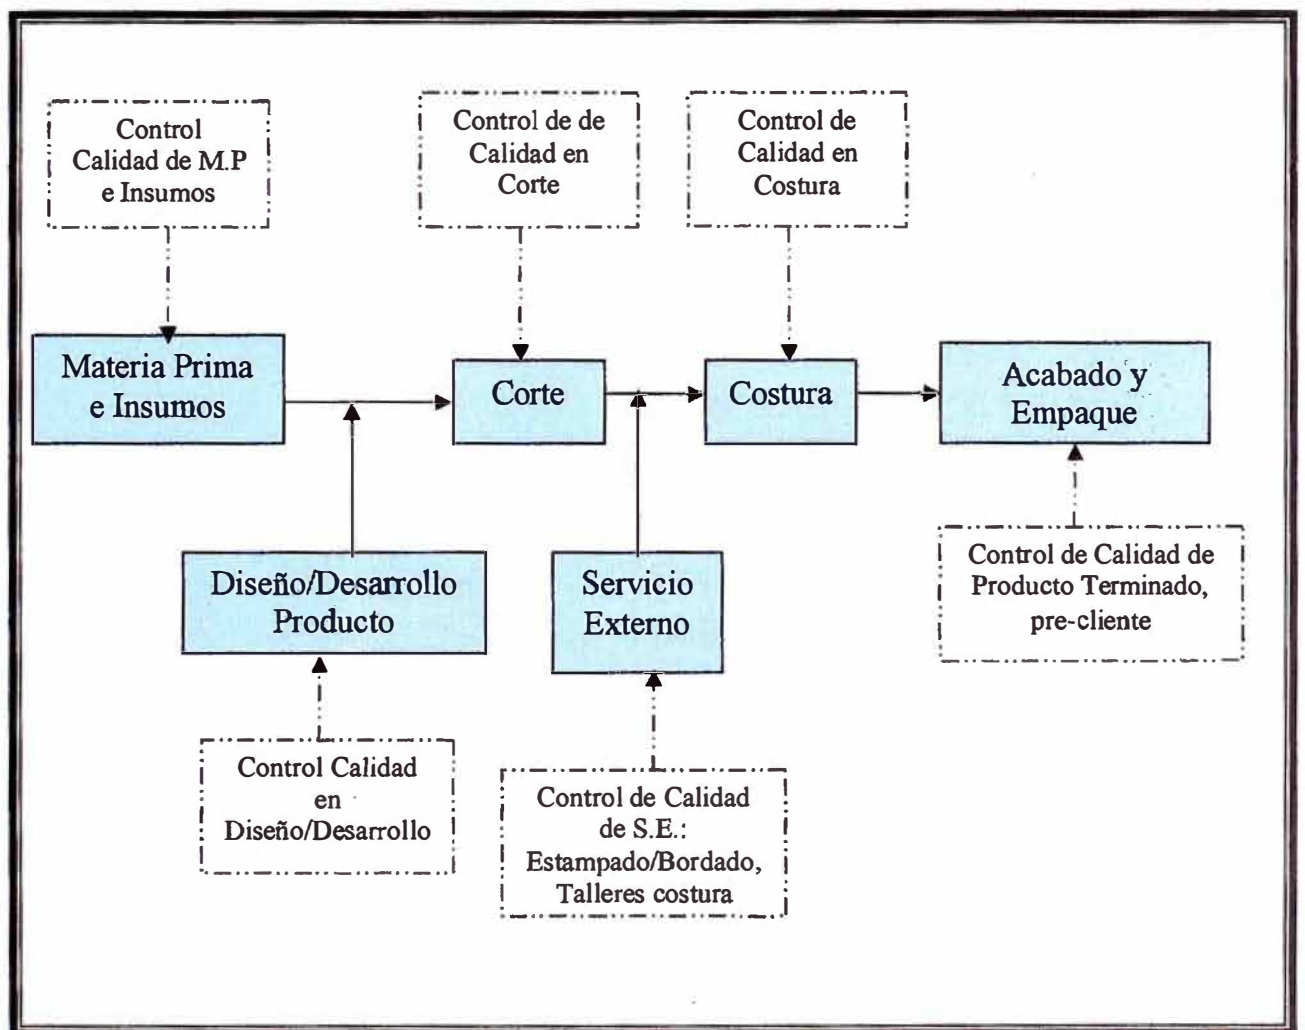 Control
Calidad de M.P
e Insumos
Control de de
Calidad en
Corte
Control de
Calidad en
Costura
Materia Prima
e Insumos
Corte
Costura
Acabado y
Empaque
Diseño/Desarrollo
Producto
Servicio
Externo
Control de Calidad de
Producto Terminado,
pre-cliente
Control Calidad
en
Diseño/Desarrollo
Control de Calidad
de S.E.:
Estampado/Bordado,
Talleres costura